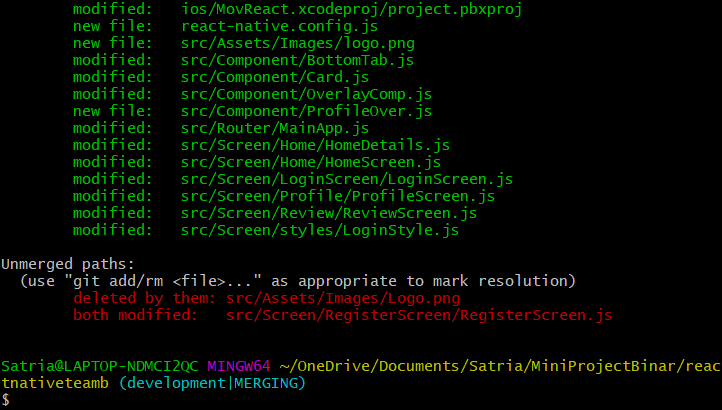 modified:   ios/MovReact.xcodeproj/project.pbxproj
new file:   react-native.config.js
new file:   src/Assets/Images/logo.png
modified:   src/Component/BottomTab.js
modified:   src/Component/Card.js
modified:   src/Component/OverlayComp.js
new file:   src/Component/ProfileOver.js
modified:   src/Router/MainApp.js
modified:   src/Screen/Home/HomeDetails.js
modified:   src/Screen/Home/HomeScreen.js
modified:   src/Screen/LoginScreen/LoginScreen.js
modified:   src/Screen/Profile/ProfileScreen.js
modified:   src/Screen/Review/ReviewScreen.js
modified:   src/Screen/styles/LoginStyle.js
Unmerged paths:
(use "git add/rm <file>..." as appropriate to mark resolution)
deleted by them: src/Assets/Images/Logo.png
both modified:   src/Screen/RegisterScreen/RegisterScreen.js
Satria@LAPTOP-NDMCI2QC MINGW64 ~/OneDrive/Documents/Satria/MiniProjectBinar/reac
tnativeteamb (development|MERGING)
$